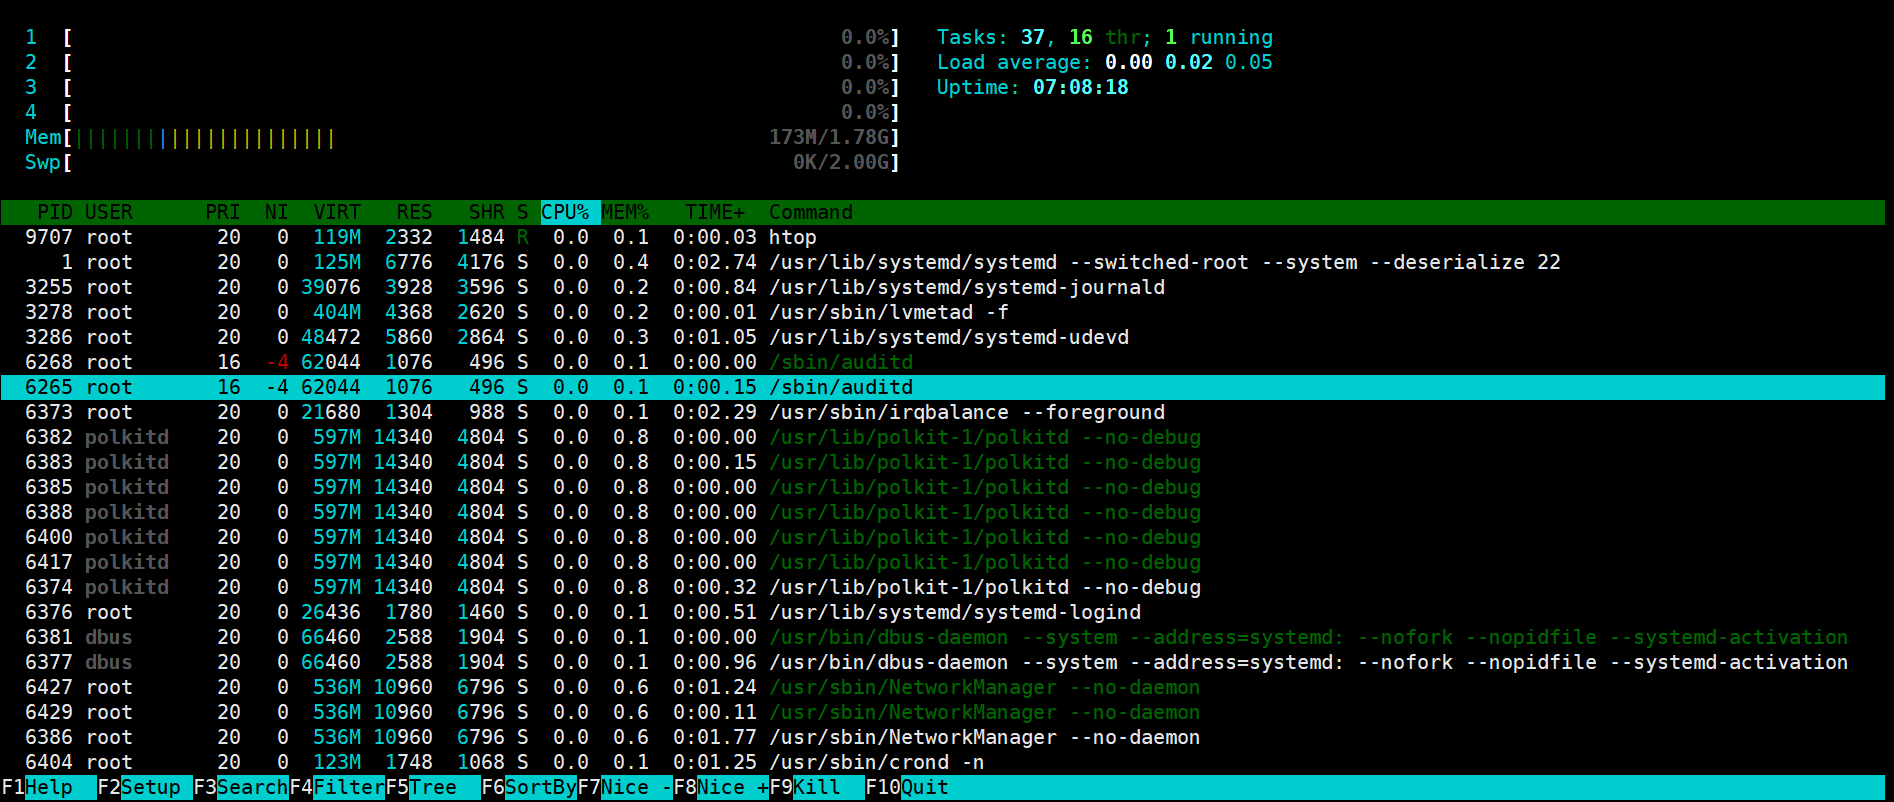 1 [ 0.0%] Tasks: 37, 16 thr; 1 running
2 [ 0.0%] Load average: 0.00 0.02 0.05
3 [ 0.0%] Uptime: 07:08:18
4 [ 0.0%]
Mem[|||||||||||||||||||||| 173M/1.78G]
Swp[ 0K/2.00G]
PID USER PRI NI VIRT RES SHR S CPU% MEM% TIME+ Command
9707 root 20 0 119M 2332 1484 R 0.0 0.1 0:00.03 htop
1 root 20 0 125M 6776 4176 S 0.0 0.4 0:02.74 /usr/lib/systemd/systemd --switched-root --system --deserialize 22
3255 root 20 0 39076 3928 3596 S 0.0 0.2 0:00.84 /usr/lib/systemd/systemd-journald
3278 root 20 0 404M 4368 2620 S 0.0 0.2 0:00.01 /usr/sbin/lvmetad -f
3286 root 20 0 48472 5860 2864 S 0.0 0.3 0:01.05 /usr/lib/systemd/systemd-udevd
6268 root 16 -4 62044 1076 496 S 0.0 0.1 0:00.00 /sbin/auditd
6265 root 16 -4 62044 1076 496 S 0.0 0.1 0:00.15 /sbin/auditd
6373 root 20 0 21680 1304 988 S 0.0 0.1 0:02.29 /usr/sbin/irqbalance --foreground
6382 polkitd 20 0 597M 14340 4804 S 0.0 0.8 0:00.00 /usr/lib/polkit-1/polkitd --no-debug
6383 polkitd 20 0 597M 14340 4804 S 0.0 0.8 0:00.15 /usr/lib/polkit-1/polkitd --no-debug
6385 polkitd 20 0 597M 14340 4804 S 0.0 0.8 0:00.00 /usr/lib/polkit-1/polkitd --no-debug
6388 polkitd 20 0 597M 14340 4804 S 0.0 0.8 0:00.00 /usr/lib/polkit-1/polkitd --no-debug
6400 polkitd 20 0 597M 14340 4804 S 0.0 0.8 0:00.00 /usr/lib/polkit-1/polkitd --no-debug
6417 polkitd 20 0 597M 14340 4804 S 0.0 0.8 0:00.00 /usr/lib/polkit-1/polkitd --no-debug
6374 polkitd 20 0 597M 14340 4804 S 0.0 0.8 0:00.32 /usr/lib/polkit-1/polkitd --no-debug
6376 root 20 0 26436 1780 1460 S 0.0 0.1 0:00.51 /usr/lib/systemd/systemd-logind
6381 dbus 20 0 66460 2588 1904 S 0.0 0.1 0:00.00 /usr/bin/dbus-daemon --system --address=systemd: --nofork --nopidfile --systemd-activation
6377 dbus 20 0 66460 2588 1904 S 0.0 0.1 0:00.96 /usr/bin/dbus-daemon --system --address=systemd: --nofork --nopidfile --systemd-activation
6427 root 20 0 536M 10960 6796 S 0.0 0.6 0:01.24 /usr/sbin/NetworkManager --no-daemon
6429 root 20 0 536M 10960 6796 S 0.0 0.6 0:00.11 /usr/sbin/NetworkManager --no-daemon
6386 root 20 0 536M 10960 6796 S 0.0 0.6 0:01.77 /usr/sbin/NetworkManager --no-daemon
6404 root 20 0 123M 1748 1068 S 0.0 0.1 0:01.25 /usr/sbin/crond -n
F1Help F2Setup F3SearchF4FilterF5Tree F6SortByF7Nice -F8Nice +F9Kill F10Quit